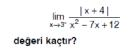 lim |x + 4|
x→3⁺ x² − 7x + 12
değeri kaçtır?